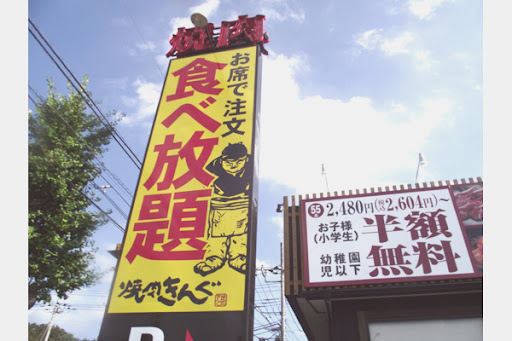 焼肉
お席で注文
食べ放題
焼肉きんぐ
P
55 2,480円(税込2,604円)~
お子様
(小学生)
半額
幼稚園
児以下
無料